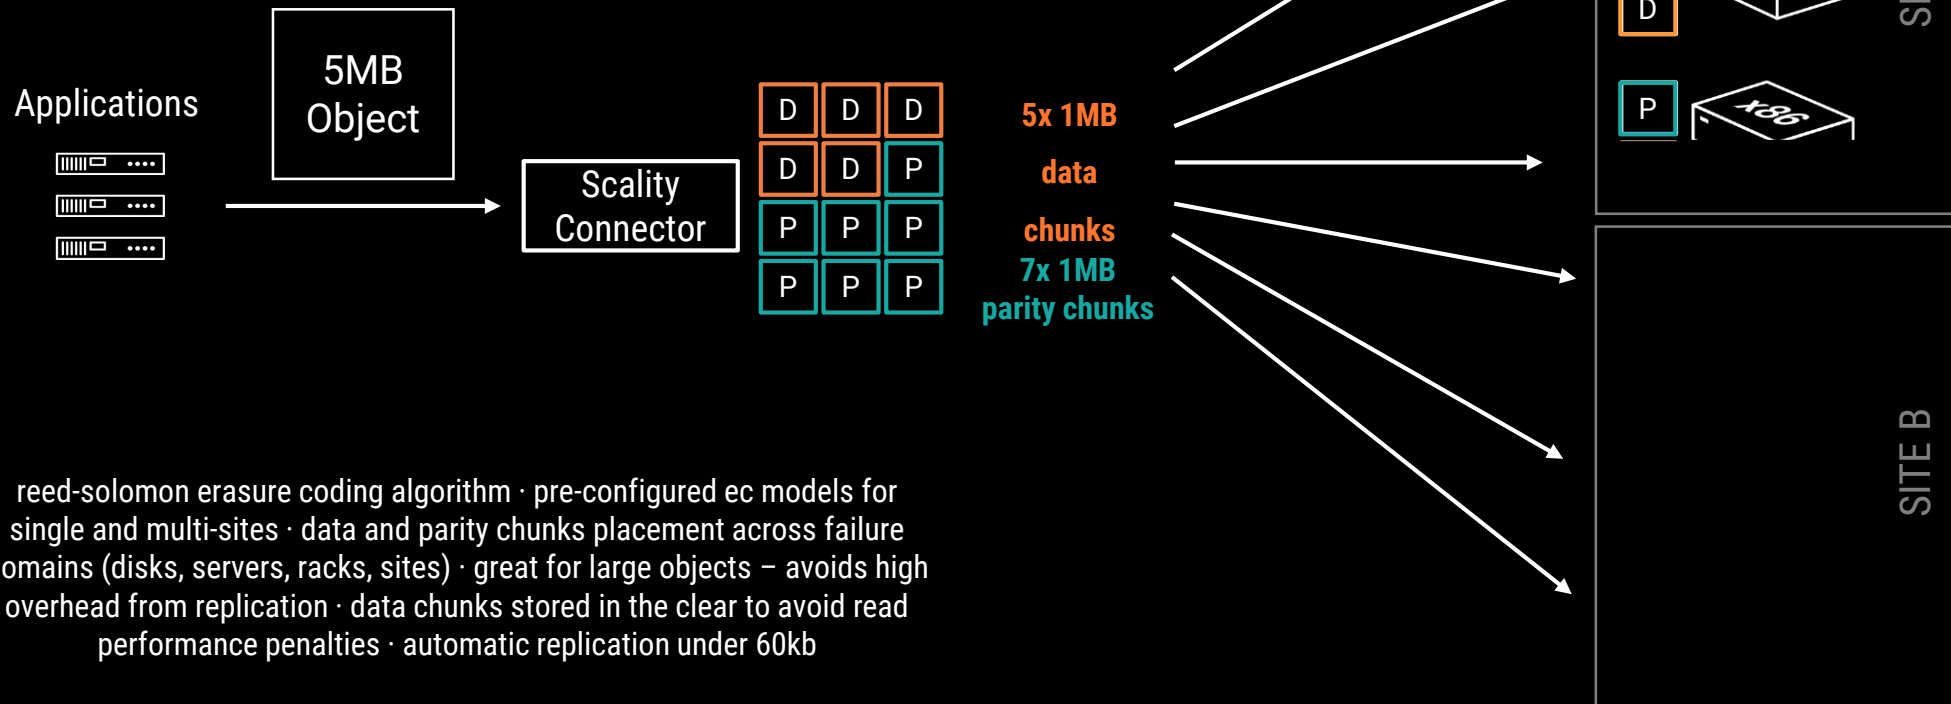 Applications
5MB
Object
Scality
Connector
D D D
D D P
P P P
P P P
5x 1MB
data
chunks
7x 1MB
parity chunks
D
P
x86
SITE B
reed-solomon erasure coding algorithm · pre-configured ec models for
single and multi-sites · data and parity chunks placement across failure
omains (disks, servers, racks, sites) · great for large objects – avoids high
overhead from replication · data chunks stored in the clear to avoid read
performance penalties · automatic replication under 60kb